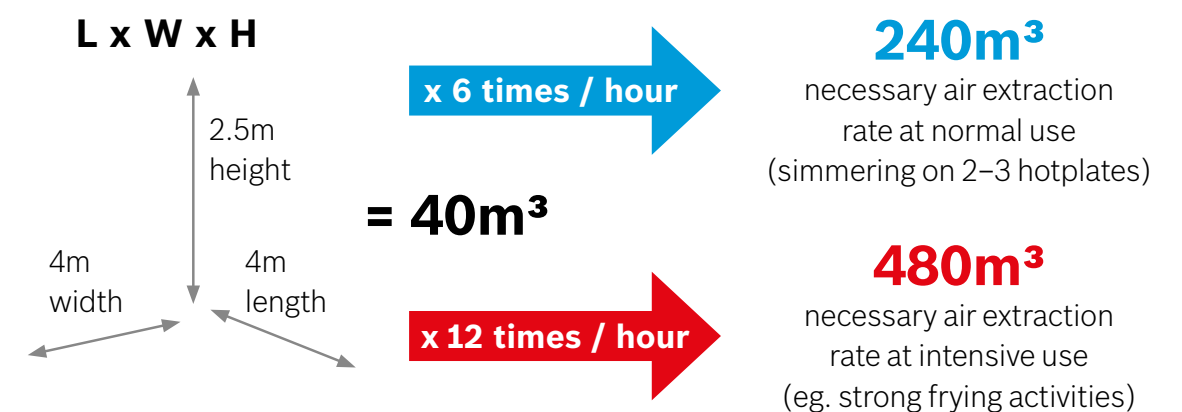 L x W x H
2.5m
height
4m
width
4m
length
= 40m³
x 6 times / hour
240m³
necessary air extraction
rate at normal use
(simmering on 2–3 hotplates)
x 12 times / hour
480m³
necessary air extraction
rate at intensive use
(eg. strong frying activities)